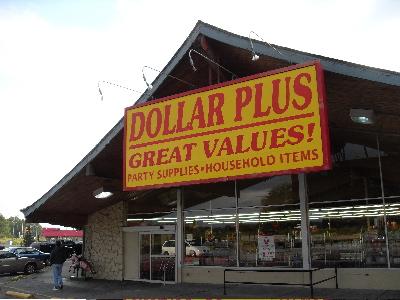 DOLLAR PLUS
GREAT VALUES!
PARTY SUPPLIES•HOUSEHOLD ITEMS